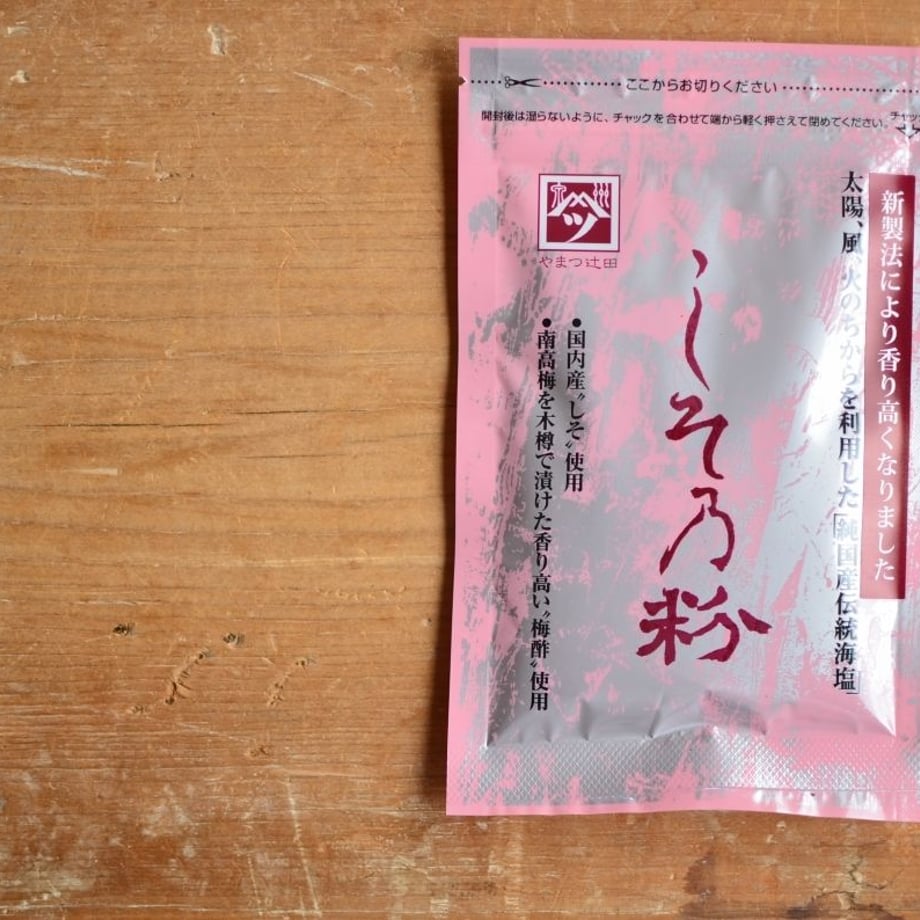 ここからお切りください
開封後は湿らないように、チャックを合わせて端から軽く押さえて閉めてください。
チャック
新製法により香り高くなりました
太陽、風、火のちからを利用した「純国産伝統海塩」
しそ乃粉
●国内産〝しそ〟使用
●南高梅を木樽で漬けた香り高い〝梅酢〟使用
ツ
やまつ辻田